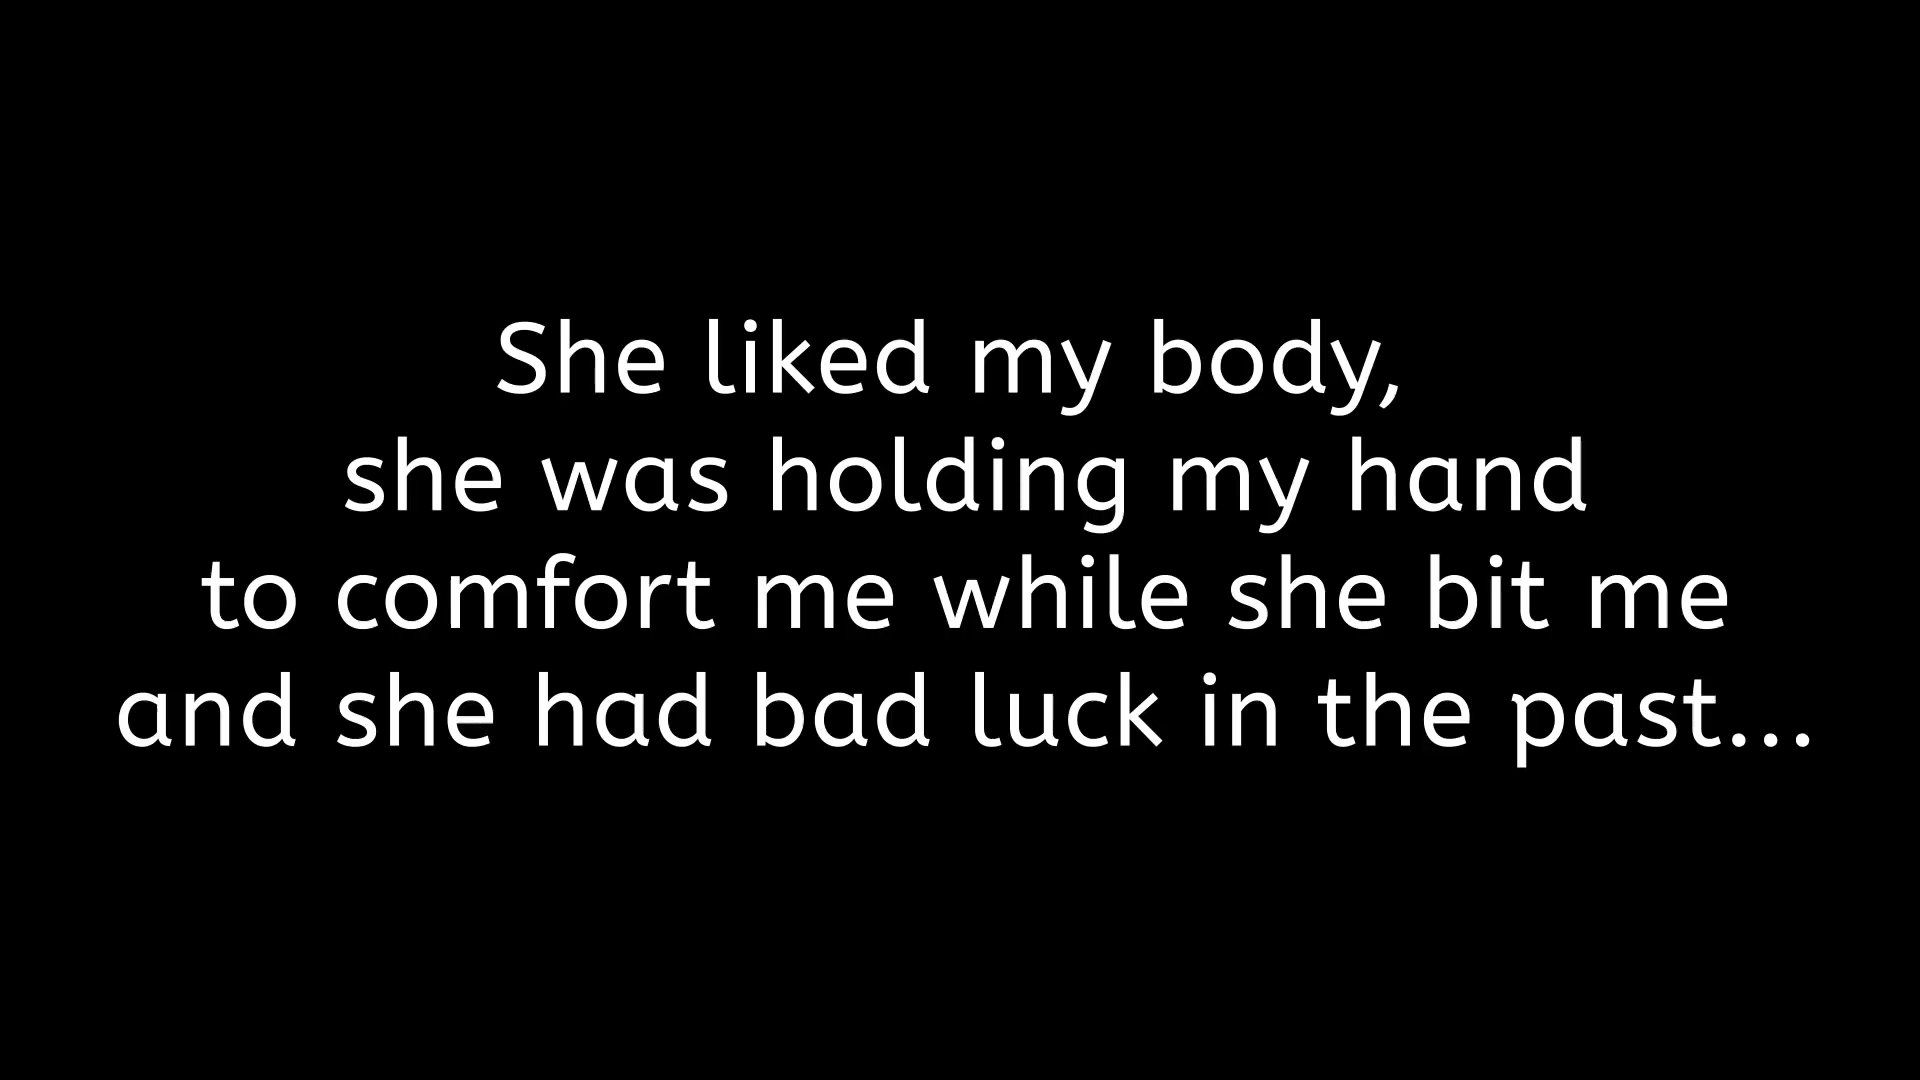 She liked my body,
she was holding my hand
to comfort me while she bit me
and she had bad luck in the past...